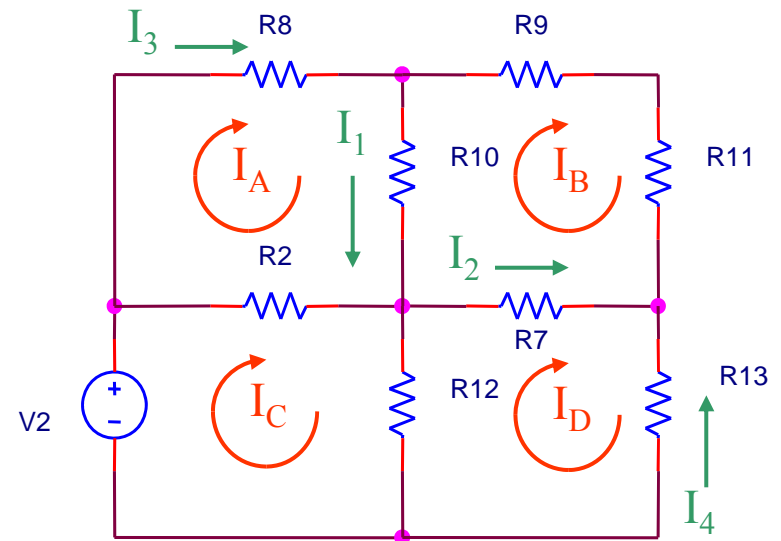 I3 R8 R9
I1 R10 R11
IA IB
R2 I2
R7
V2 + − IC R12 ID R13
I4